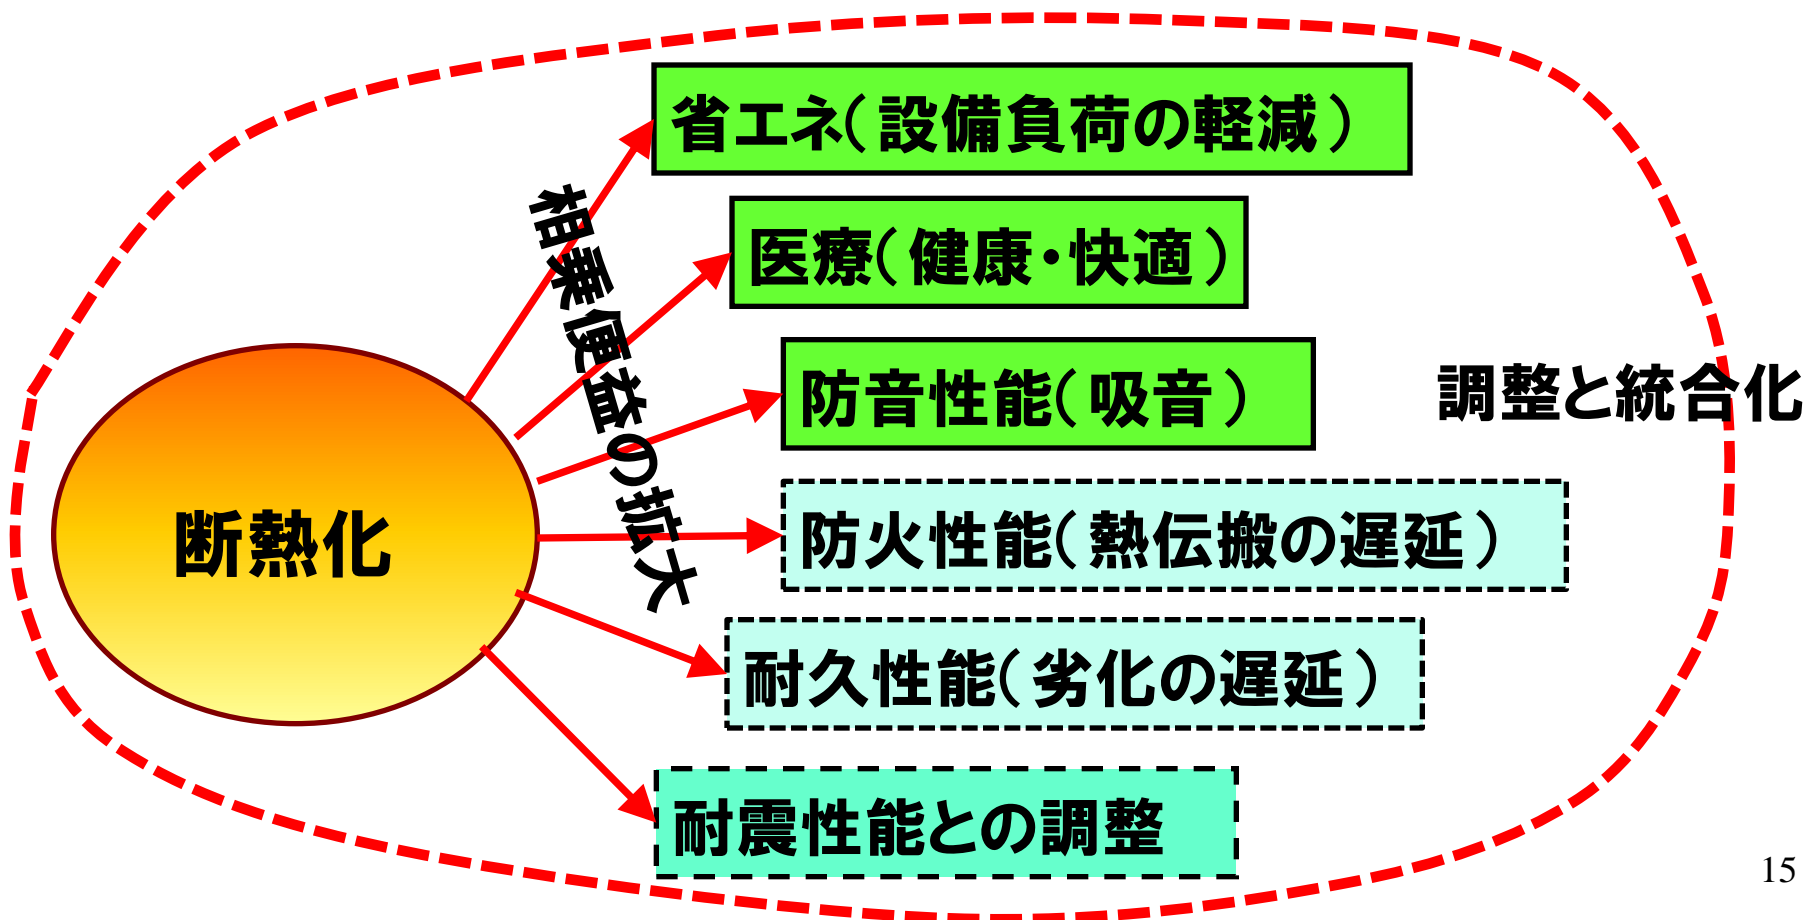 省エネ（設備負荷の軽減）
医療（健康・快適）
防音性能（吸音）
防火性能（熱伝搬の遅延）
耐久性能（劣化の遅延）
耐震性能との調整
相乗便益の拡大
断熱化
調整と統合化
15